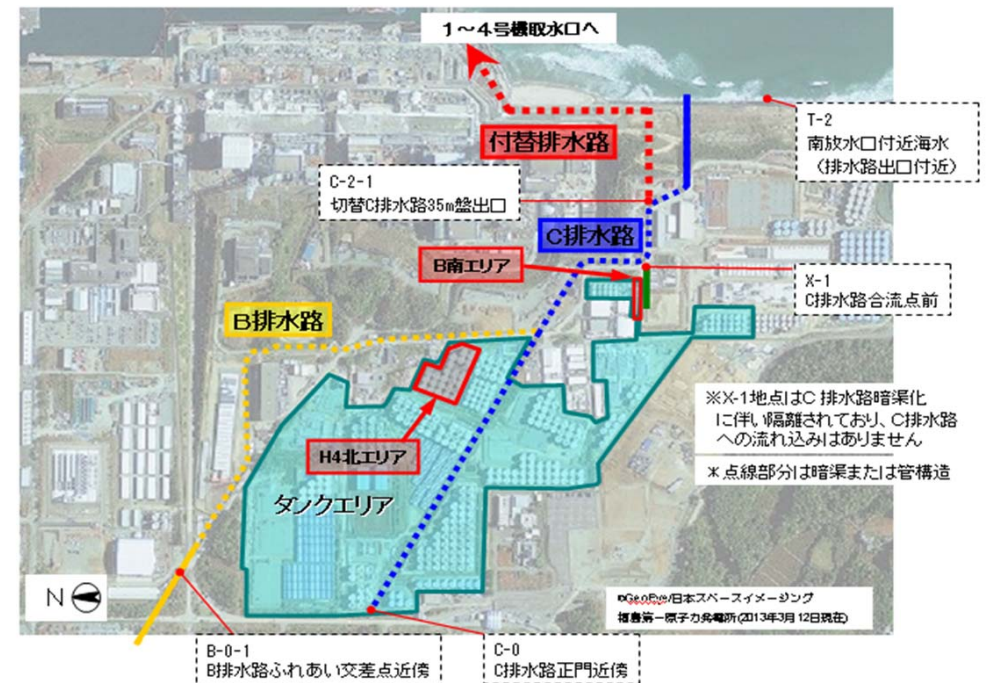 1～4号機取水口へ
T-2
南放水口付近海水
（排水路出口付近）
付替排水路
C-2-1
切替C排水路35m盤出口
C排水路
B南エリア
X-1
C排水路合流点前
B排水路
※X-1地点はC排水路暗渠化
に伴い隔離されており、C排水路
への流れ込みはありません
H4北エリア
＊点線部分は暗渠または管構造
タンクエリア
N
©GeoEye/日本スペースイメージング
福島第一原子力発電所(2013年3月12日現在)
B-0-1
B排水路ふれあい交差点近傍
C-0
C排水路正門近傍